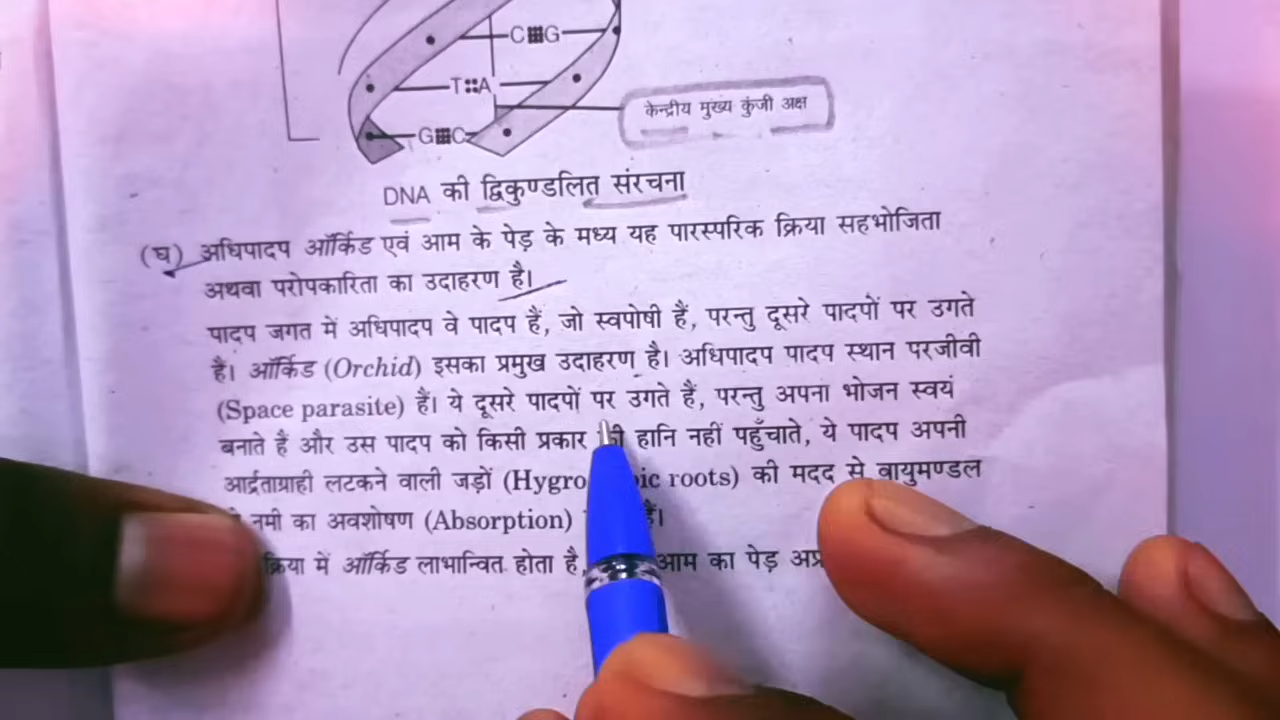 C G
T A
केन्द्रीय मुख्य कुंजी अक्ष
G C
DNA की द्विकुण्डलित संरचना
(घ) अधिपादप ऑर्किड एवं आम के पेड़ के मध्य यह पारस्परिक क्रिया सहभोजिता
अथवा परोपकारिता का उदाहरण है।
पादप जगत में अधिपादप वे पादप हैं, जो स्वपोषी हैं, परन्तु दूसरे पादपों पर उगते
हैं। ऑर्किड (Orchid) इसका प्रमुख उदाहरण है। अधिपादप पादप स्थान परजीवी
(Space parasite) हैं। ये दूसरे पादपों पर उगते हैं, परन्तु अपना भोजन स्वयं
बनाते हैं और उस पादप को किसी प्रकार हानि नहीं पहुँचाते, ये पादप अपनी
आर्द्रताग्राही लटकने वाली जड़ों roots) की मदद से वायुमण्डल
नमी का अवशोषण (Absorption) हैं।
क्रिया में ऑर्किड लाभान्वित होता है, आम का पेड़